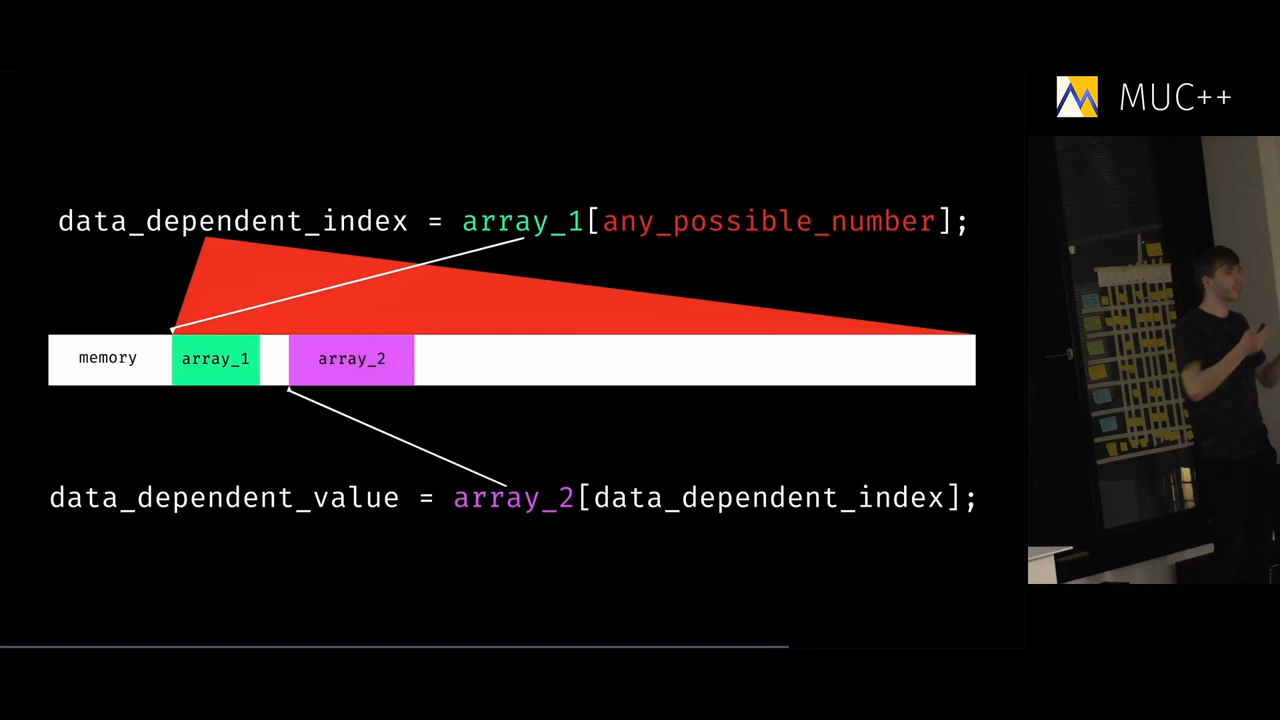 MUC++
data_dependent_index = array_1[any_possible_number];
memory
array_1
array_2
data_dependent_value = array_2[data_dependent_index];